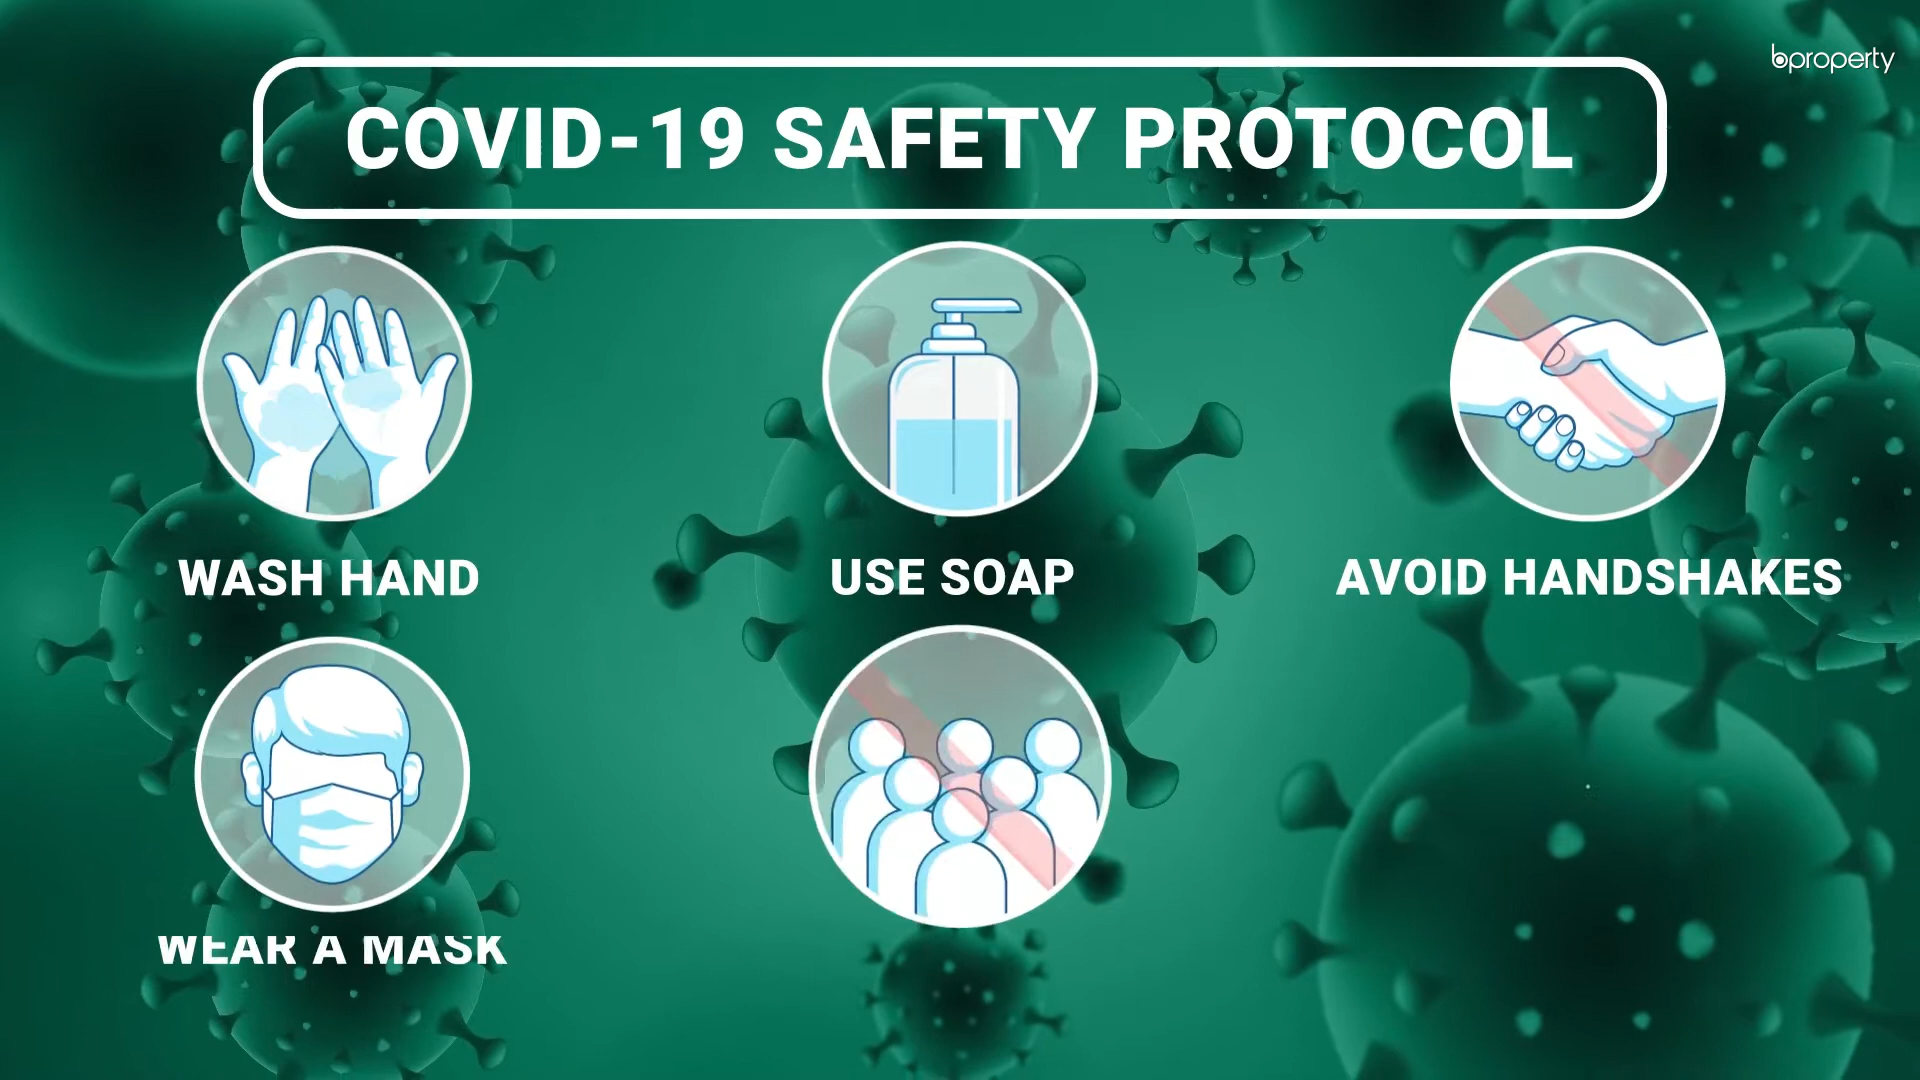 bproperty
COVID-19 SAFETY PROTOCOL
WASH HAND
USE SOAP
AVOID HANDSHAKES
WEAR A MASK